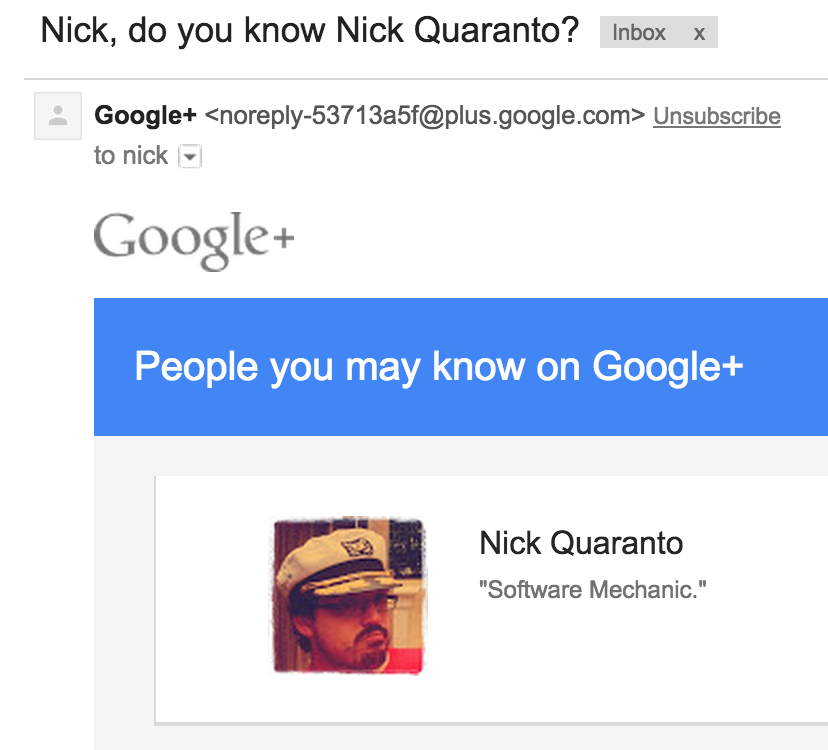 Nick, do you know Nick Quaranto? Inbox x
Google+ <noreply-53713a5f@plus.google.com> Unsubscribe
to nick
Google+
People you may know on Google+
Nick Quaranto
"Software Mechanic."